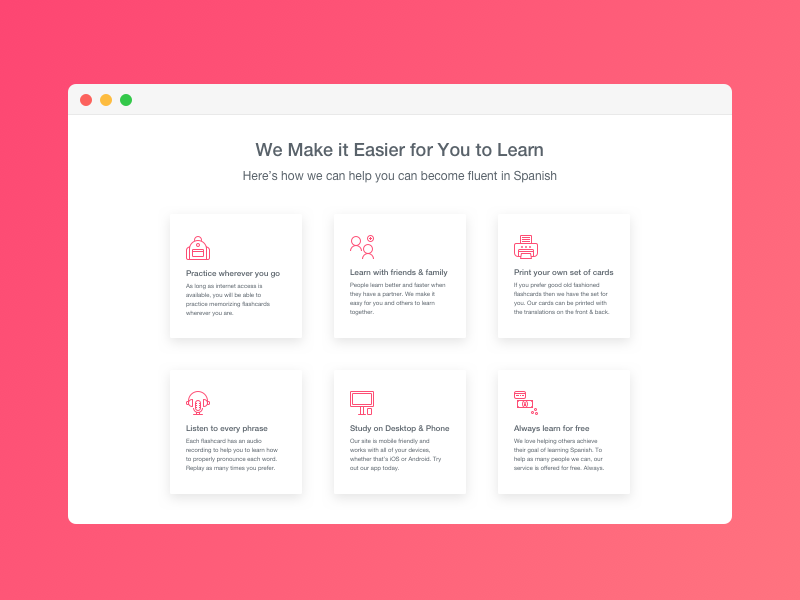 We Make it Easier for You to Learn
Here's how we can help you can become fluent in Spanish
Practice wherever you go
As long as internet access is
available, you will be able to
practice memorizing flashcards
wherever you are.
Learn with friends & family
People learn better and faster when
they have a partner. We make it
easy for you and others to learn
together.
Print your own set of cards
If you prefer good old fashioned
flashcards then we have the set for
you. Our cards can be printed with
the translations on the front & back.
Listen to every phrase
Each flashcard has an audio
recording to help you to learn how
to properly pronounce each word.
Replay as many times you prefer.
Study on Desktop & Phone
Our site is mobile friendly and
works with all of your devices,
whether that's iOS or Android. Try
out our app today.
Always learn for free
We love helping others achieve
their goal of learning Spanish. To
help as many people we can, our
service is offered for free. Always.